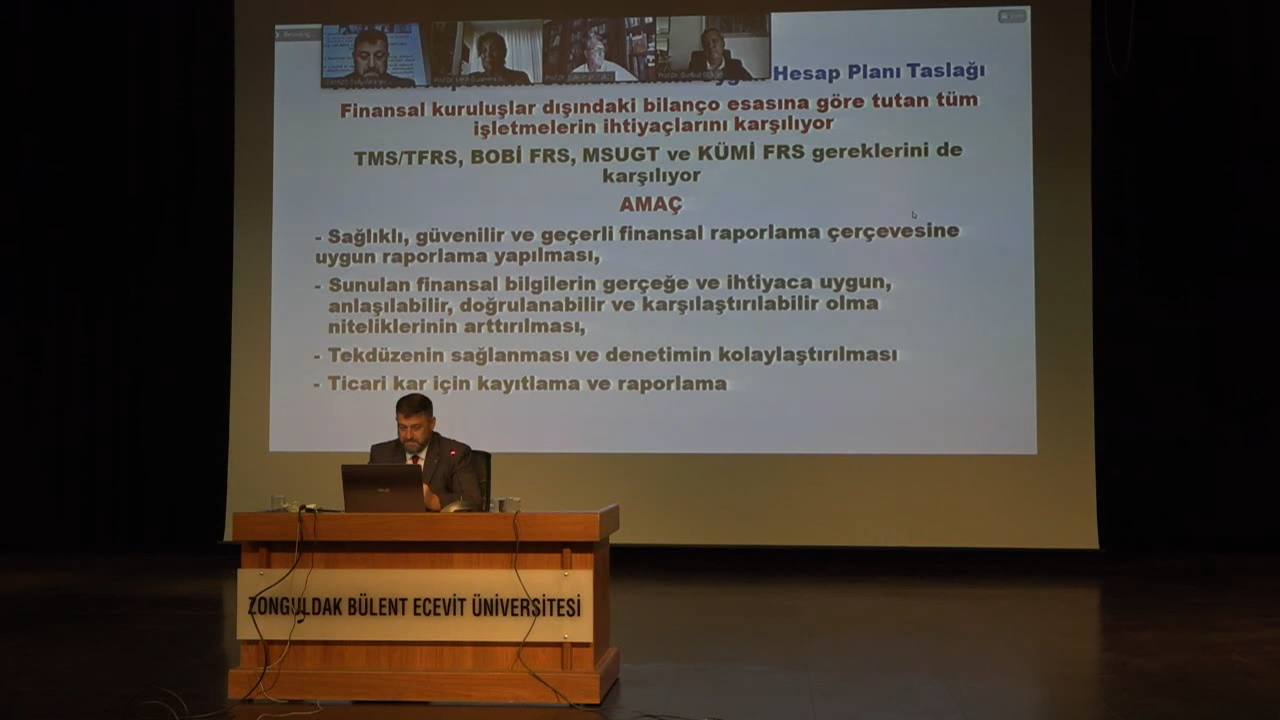 Hesap Planı Taslağı
Finansal kuruluşlar dışındaki bilanço esasına göre tutan tüm
işletmelerin ihtiyaçlarını karşılıyor
TMS/TFRS, BOBİ FRS, MSUGT ve KÜMİ FRS gereklerini de
karşılıyor
AMAÇ
- Sağlıklı, güvenilir ve geçerli finansal raporlama çerçevesine
uygun raporlama yapılması,
- Sunulan finansal bilgilerin gerçeğe ve ihtiyaca uygun,
anlaşılabilir, doğrulanabilir ve karşılaştırılabilir olma
niteliklerinin arttırılması,
- Tekdüzenin sağlanması ve denetimin kolaylaştırılması
- Ticari kar için kayıtlama ve raporlama
ZONGULDAK BÜLENT ECEVİT ÜNİVERSİTESİ